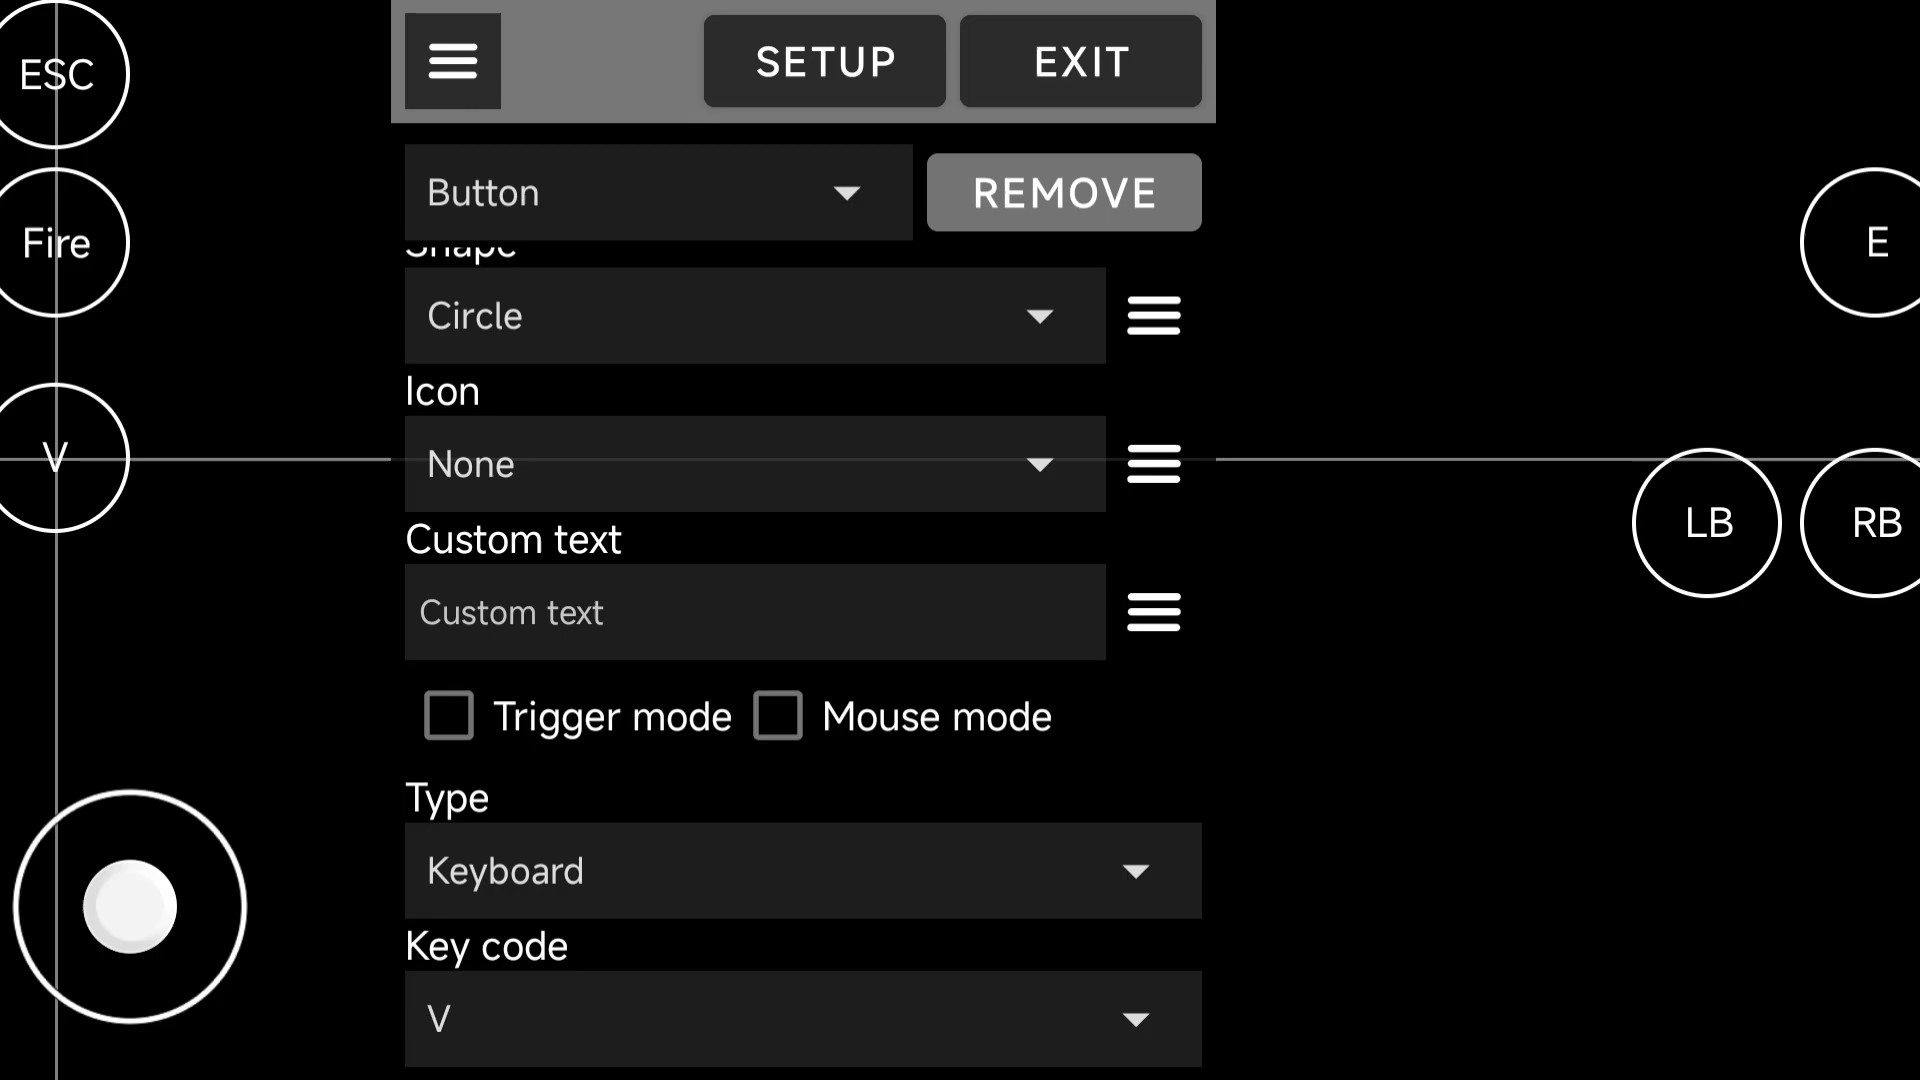 ESC
SETUP
EXIT
Button
REMOVE
Fire
Shape
E
Circle
Icon
V
None
LB
RB
Custom text
Custom text
Trigger mode
Mouse mode
Type
Keyboard
Key code
V